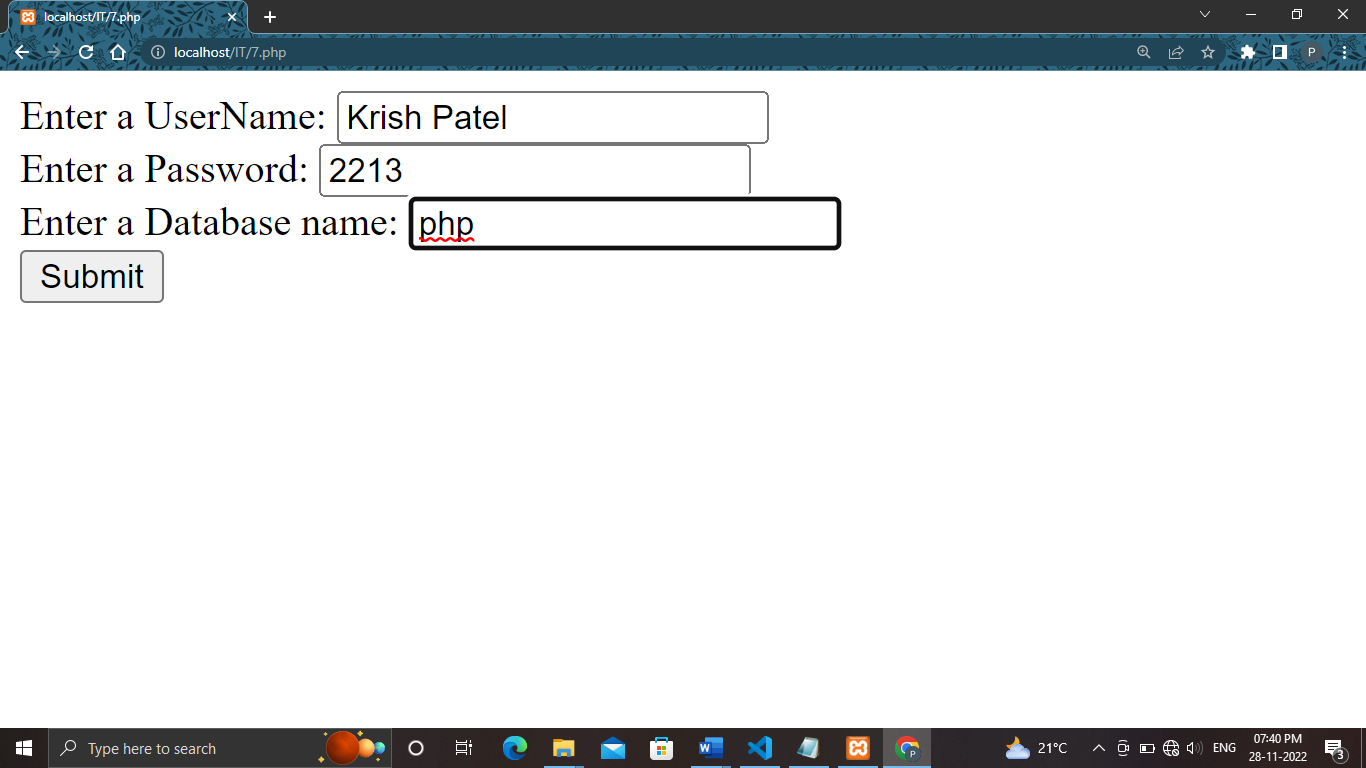 localhost/IT/7.php
localhost/IT/7.php
P
Enter a UserName: Krish Patel
Enter a Password: 2213
Enter a Database name: php
Submit
Type here to search
21°C
ENG
07:40 PM
28-11-2022
3